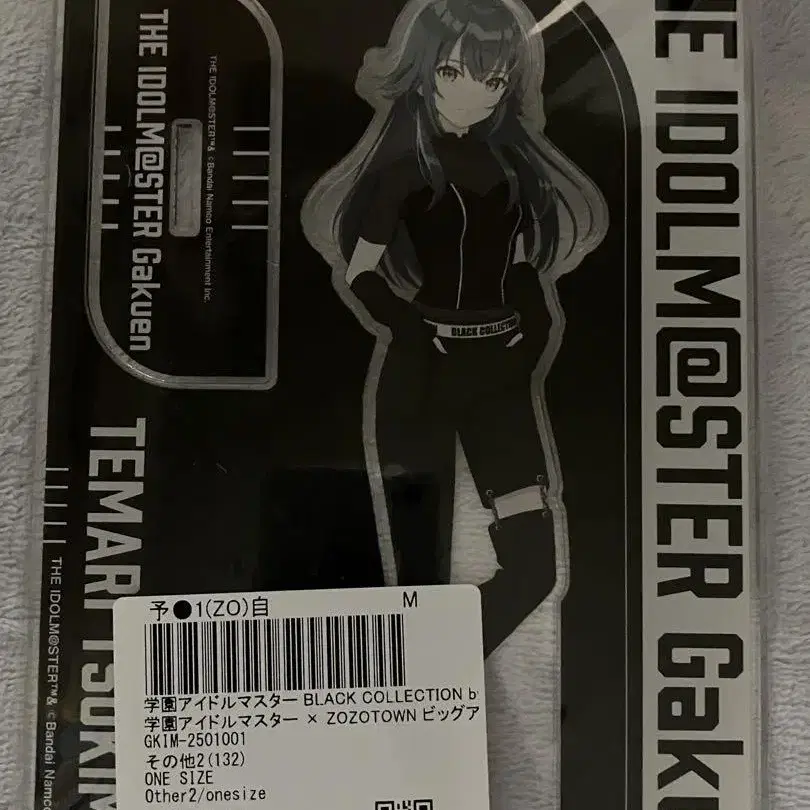 THE IDOLM@STER Gakuen
THE IDOLM@STER™& ©Bandai Namco Entertainment Inc.
BLACK COLLECTION
THE IDOLM@STER Gak
TEMARI TSUKIM
THE IDOLM@STER™& ©Bandai Namco
予●1(ZO)自 M
学園アイドルマスター BLACK COLLECTION b
学園アイドルマスター × ZOZOTOWN ビッグア
GKIM-2501001
その他2(132)
ONE SIZE
Other2/onesize